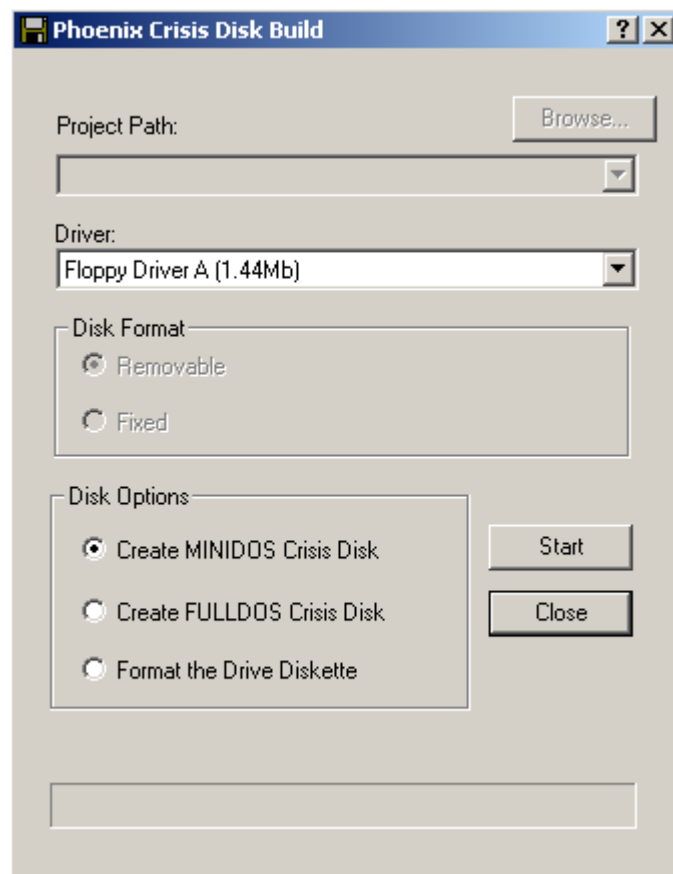 Phoenix Crisis Disk Build
Browse...
Project Path:
Driver:
Floppy Driver A (1.44Mb)
Disk Format
Removable
Fixed
Disk Options
Create MINIDOS Crisis Disk
Start
Create FULLDOS Crisis Disk
Close
Format the Drive Diskette